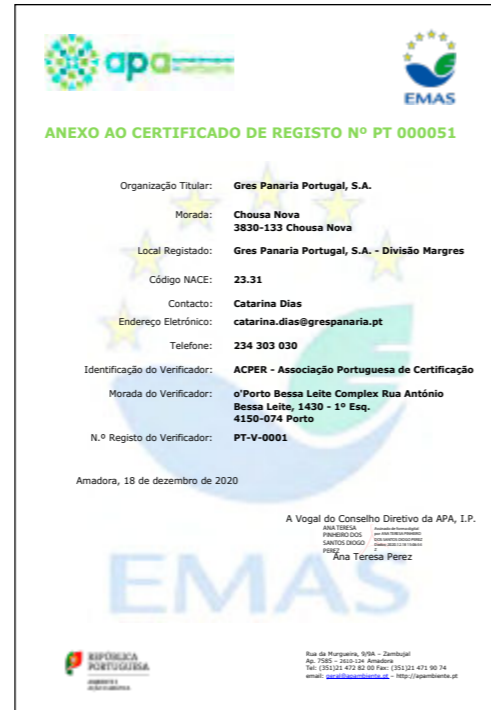 apa
EMAS
ANEXO AO CERTIFICADO DE REGISTO Nº PT 000051
Organização Titular: Gres Panaria Portugal, S.A.
Morada: Chousa Nova
3830-133 Chousa Nova
Local Registado: Gres Panaria Portugal, S.A. - Divisão Margres
Código NACE: 23.31
Contacto: Catarina Dias
Endereço Eletrónico: catarina.dias@grespanaria.pt
Telefone: 234 303 030
Identificação do Verificador: ACPER - Associação Portuguesa de Certificação
Morada do Verificador: o'Porto Bessa Leite Complex Rua António
Bessa Leite, 1430 - 1º Esq.
4150-074 Porto
N.º Registo do Verificador: PT-V-0001
Amadora, 18 de dezembro de 2020
A Vogal do Conselho Diretivo da APA, I.P.
ANA TERESA
PINHEIRO DOS
SANTOS DIOGO
PEREZ
Ana Teresa Perez
EMAS
REPÚBLICA
PORTUGUESA
Rua da Murgueira, 9/9A – Zambujal
Ap. 7585 – 2610-124 Amadora
Tel: (351)21 472 82 00 Fax: (351)21 471 90 74
email: geral@apambiente.pt – http://apambiente.pt